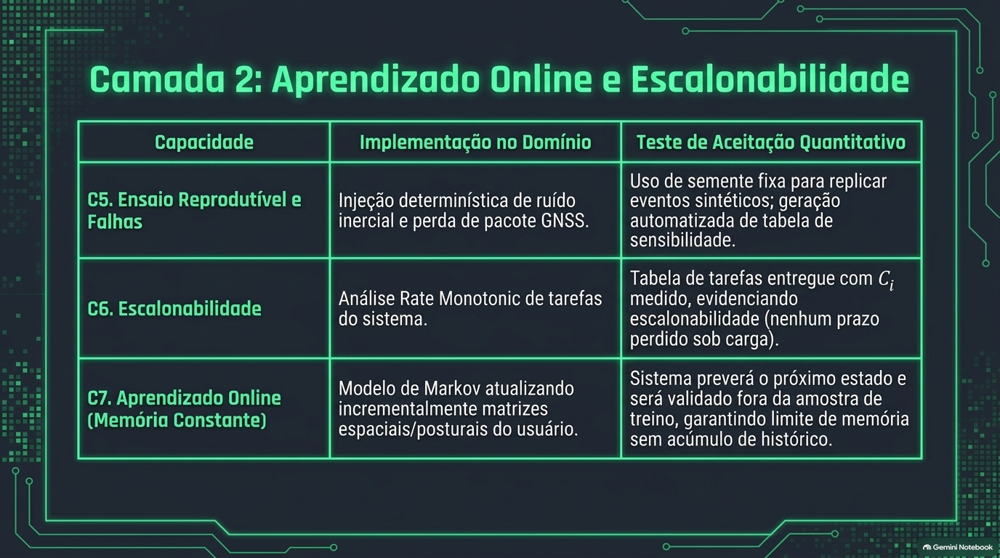 Camada 2: Aprendizado Online e Escalonabilidade
Capacidade
Implementação no Domínio
Teste de Aceitação Quantitativo
C5. Ensaio Reprodutível e
Falhas
Injeção determinística de ruído
inercial e perda de pacote GNSS.
Uso de semente fixa para replicar
eventos sintéticos; geração
automatizada de tabela de
sensibilidade.
C6. Escalonabilidade
Análise Rate Monotonic de tarefas
do sistema.
Tabela de tarefas entregue com C_i
medido, evidenciando
escalonabilidade (nenhum prazo
perdido sob carga).
C7. Aprendizado Online
(Memória Constante)
Modelo de Markov atualizando
incrementalmente matrizes
espaciais/posturais do usuário.
Sistema preverá o próximo estado e
será validado fora da amostra de
treino, garantindo limite de memória
sem acúmulo de histórico.
Gemini Notebook